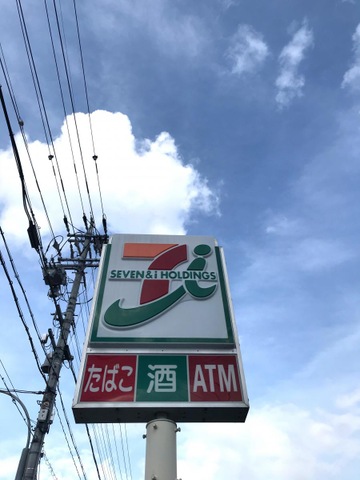 SEVEN&i HOLDINGS
たばこ 酒 ATM